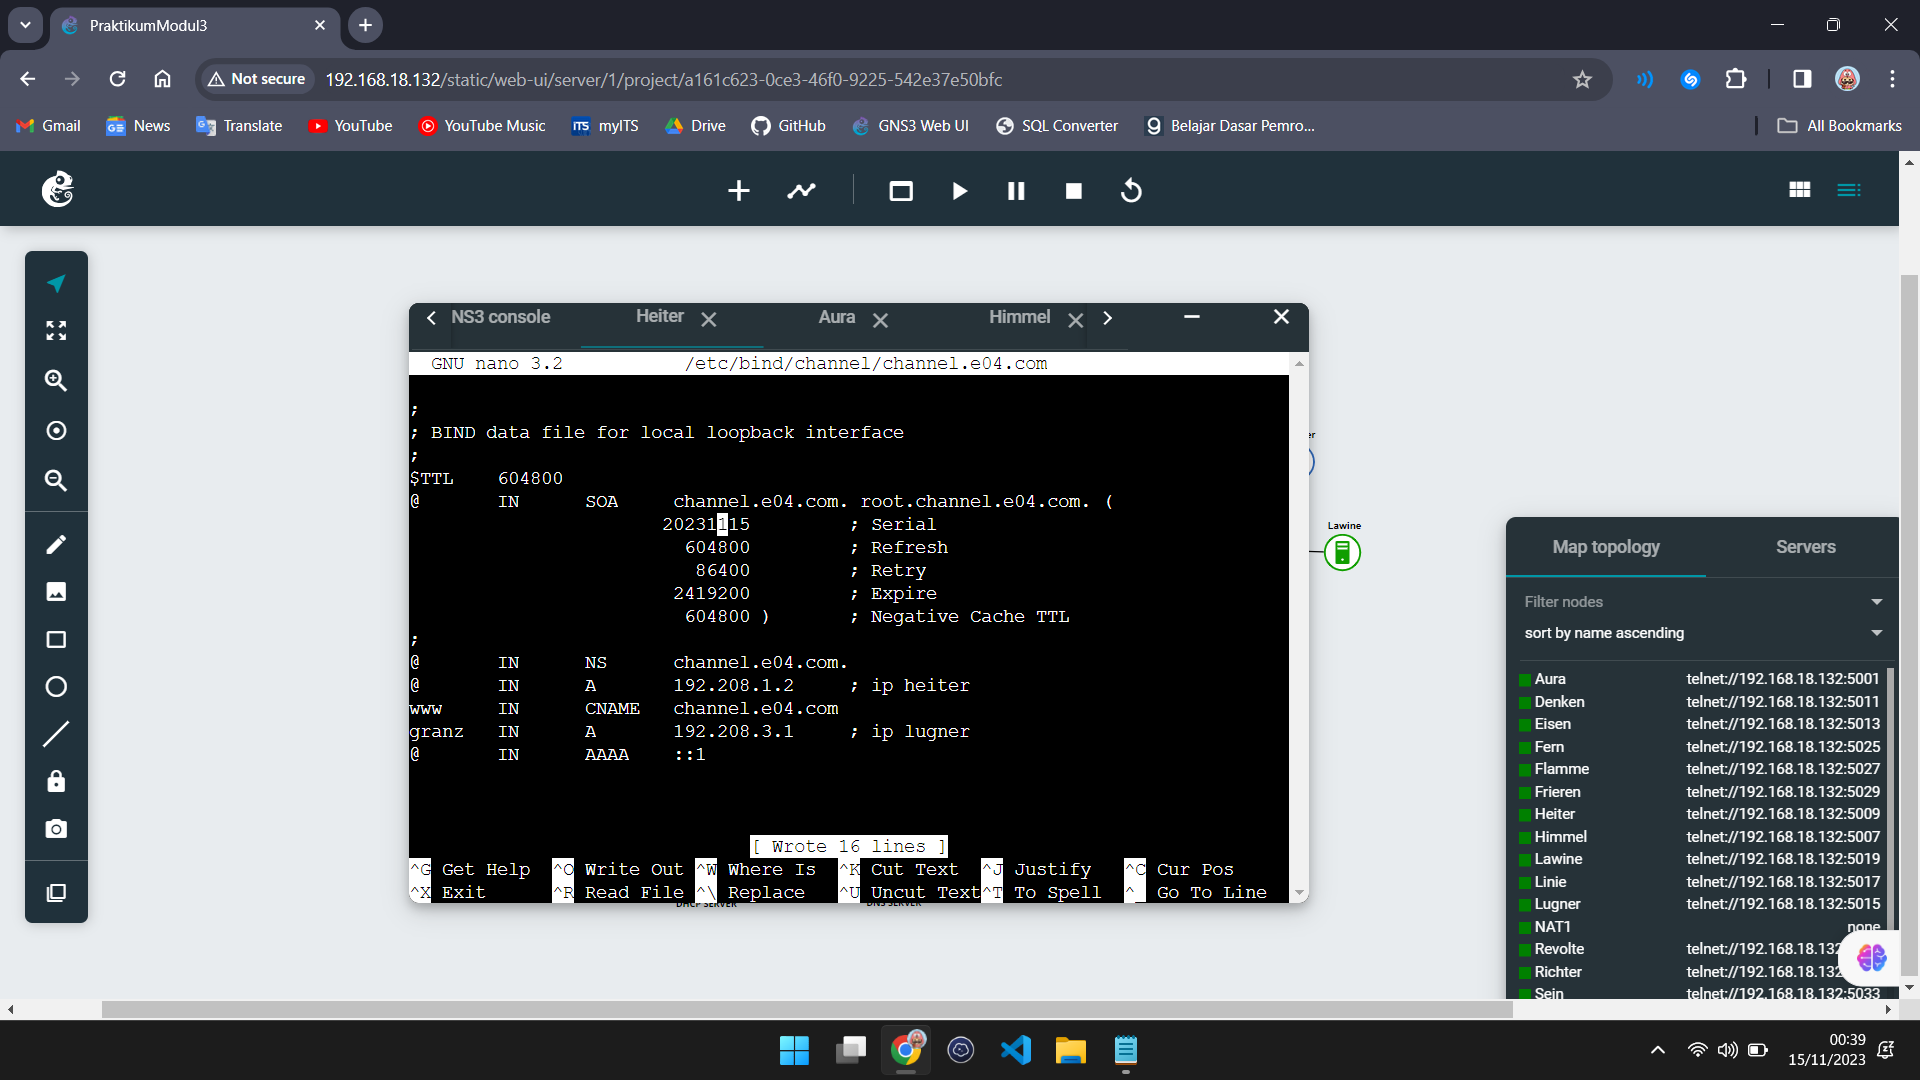 PraktikumModul3
Not secure 192.168.18.132/static/web-ui/server/1/project/a161c623-0ce3-46f0-9225-542e37e50bfc
Gmail News Translate YouTube YouTube Music myITS Drive GitHub GNS3 Web UI SQL Converter Belajar Dasar Pemro... All Bookmarks
NS3 console Heiter Aura Himmel
GNU nano 3.2 /etc/bind/channel/channel.e04.com
;
; BIND data file for local loopback interface
;
$TTL 604800
@ IN SOA channel.e04.com. root.channel.e04.com. (
20231115 ; Serial
604800 ; Refresh
86400 ; Retry
2419200 ; Expire
604800 ) ; Negative Cache TTL
;
@ IN NS channel.e04.com.
@ IN A 192.208.1.2 ; ip heiter
www IN CNAME channel.e04.com
granz IN A 192.208.3.1 ; ip lugner
@ IN AAAA ::1
[ Wrote 16 lines ]
^G Get Help ^O Write Out ^W Where Is ^K Cut Text ^J Justify ^C Cur Pos
^X Exit ^R Read File ^\ Replace ^U Uncut Text ^T To Spell ^_ Go To Line
DHCP SERVER DNS SERVER
er
Lawine
Map topology Servers
Filter nodes
sort by name ascending
Aura telnet://192.168.18.132:5001
Denken telnet://192.168.18.132:5011
Eisen telnet://192.168.18.132:5013
Fern telnet://192.168.18.132:5025
Flamme telnet://192.168.18.132:5027
Frieren telnet://192.168.18.132:5029
Heiter telnet://192.168.18.132:5009
Himmel telnet://192.168.18.132:5007
Lawine telnet://192.168.18.132:5019
Linie telnet://192.168.18.132:5017
Lugner telnet://192.168.18.132:5015
NAT1 none
Revolte telnet://192.168.18.132
Richter telnet://192.168.18.132
Sein telnet://192.168.18.132:5033
00:39
15/11/2023